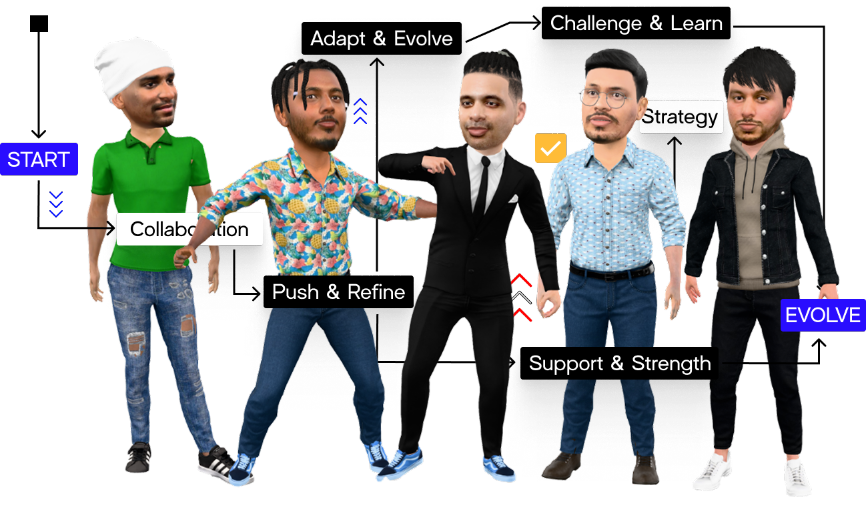 Adapt & Evolve
Challenge & Learn
Strategy
START
Collaboration
Push & Refine
EVOLVE
Support & Strength